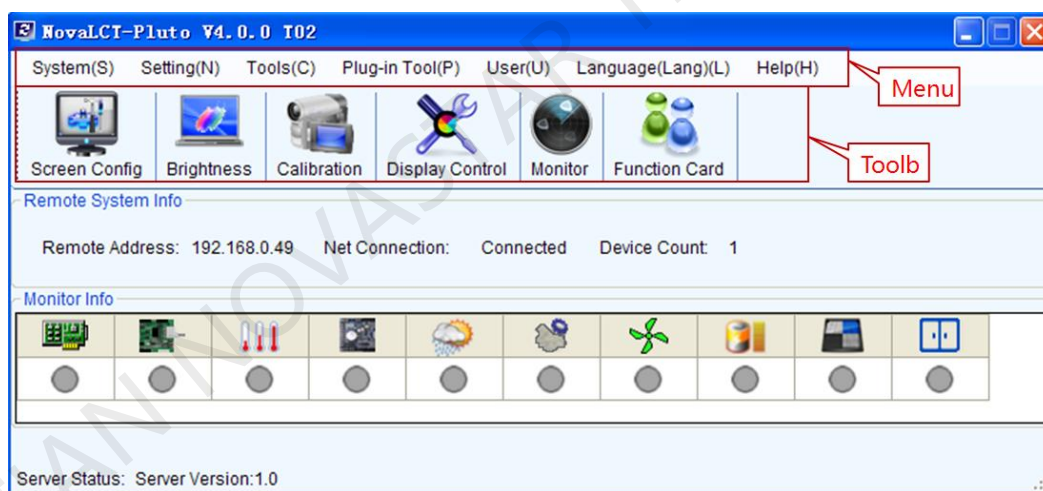 NovaLCT-Pluto V4.0.0 T02
System(S) Setting(N) Tools(C) Plug-in Tool(P) User(U) Language(Lang)(L) Help(H)
Menu
Screen Config Brightness Calibration Display Control Monitor Function Card
Toolb
Remote System Info
Remote Address: 192.168.0.49 Net Connection: Connected Device Count: 1
Monitor Info
Server Status: Server Version:1.0
IAN NOVASTAR